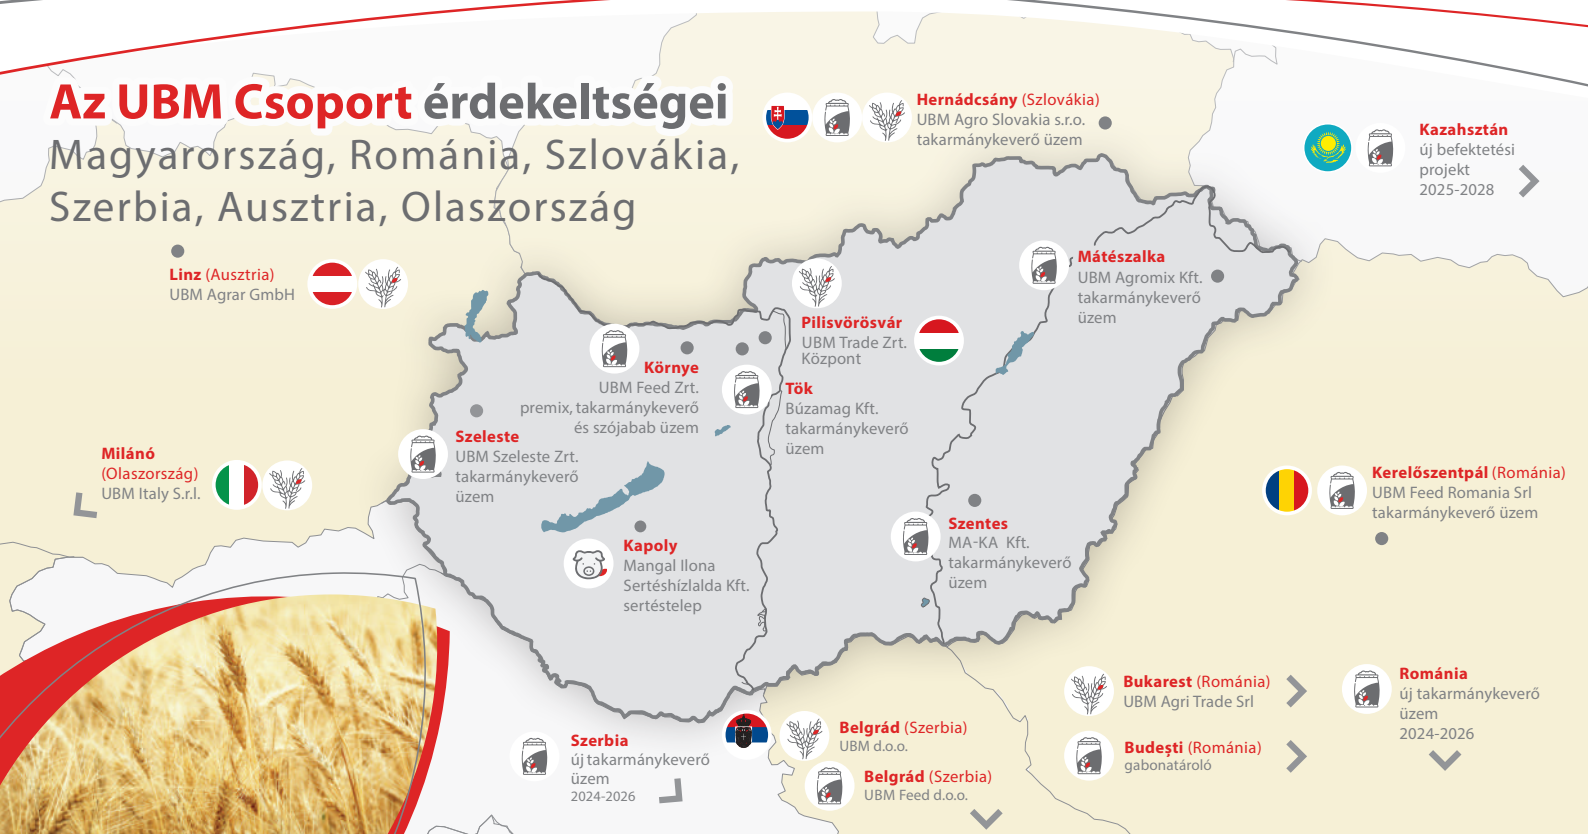 Az UBM Csoport érdekeltségei
Magyarország, Románia, Szlovákia,
Szerbia, Ausztria, Olaszország
Hernádcsány (Szlovákia)
UBM Agro Slovakia s.r.o.
takarmánykeverő üzem
Kazahsztán
új befektetési
projekt
2025-2028
Linz (Ausztria)
UBM Agrar GmbH
Mátészalka
UBM Agromix Kft.
takarmánykeverő
üzem
Pilisvörösvár
UBM Trade Zrt.
Központ
Környe
UBM Feed Zrt.
premix, takarmánykeverő
és szójabab üzem
Tök
Búzamag Kft.
takarmánykeverő
üzem
Szeleste
UBM Szeleste Zrt.
takarmánykeverő
üzem
Milánó
(Olaszország)
UBM Italy S.r.l.
Kerelőszentpál (Románia)
UBM Feed Romania Srl
takarmánykeverő üzem
Szentes
MA-KA Kft.
takarmánykeverő
üzem
Kapoly
Mangal Ilona
Sertéshízlalda Kft.
sertéstelep
Bukarest (Románia)
UBM Agri Trade Srl
Románia
új takarmánykeverő
üzem
2024-2026
Szerbia
új takarmánykeverő
üzem
2024-2026
Belgrád (Szerbia)
UBM d.o.o.
Belgrád (Szerbia)
UBM Feed d.o.o.
Budești (Románia)
gabonatároló